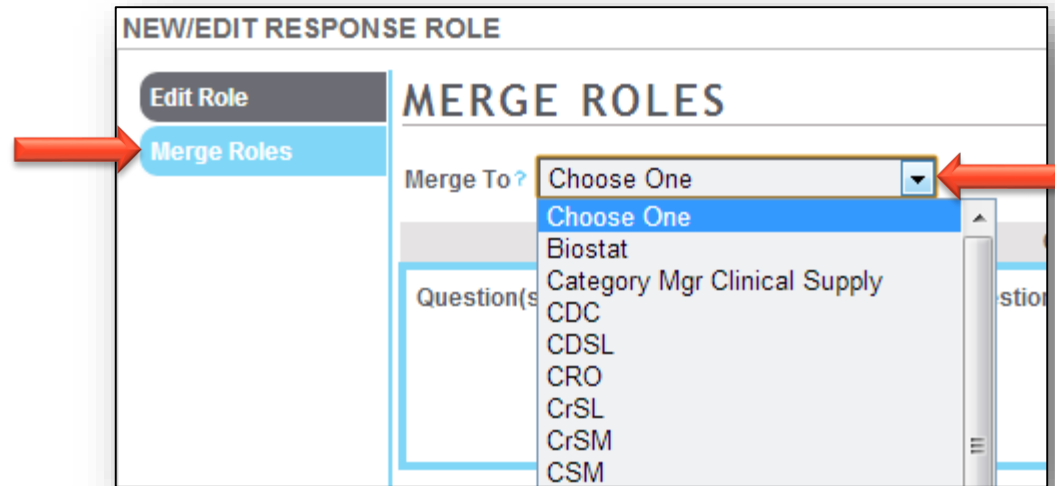 NEW/EDIT RESPONSE ROLE
Edit Role
Merge Roles
MERGE ROLES
Merge To? Choose One
Choose One
Biostat
Category Mgr Clinical Supply
CDC
CDSL
CRO
CrSL
CrSM
CSM